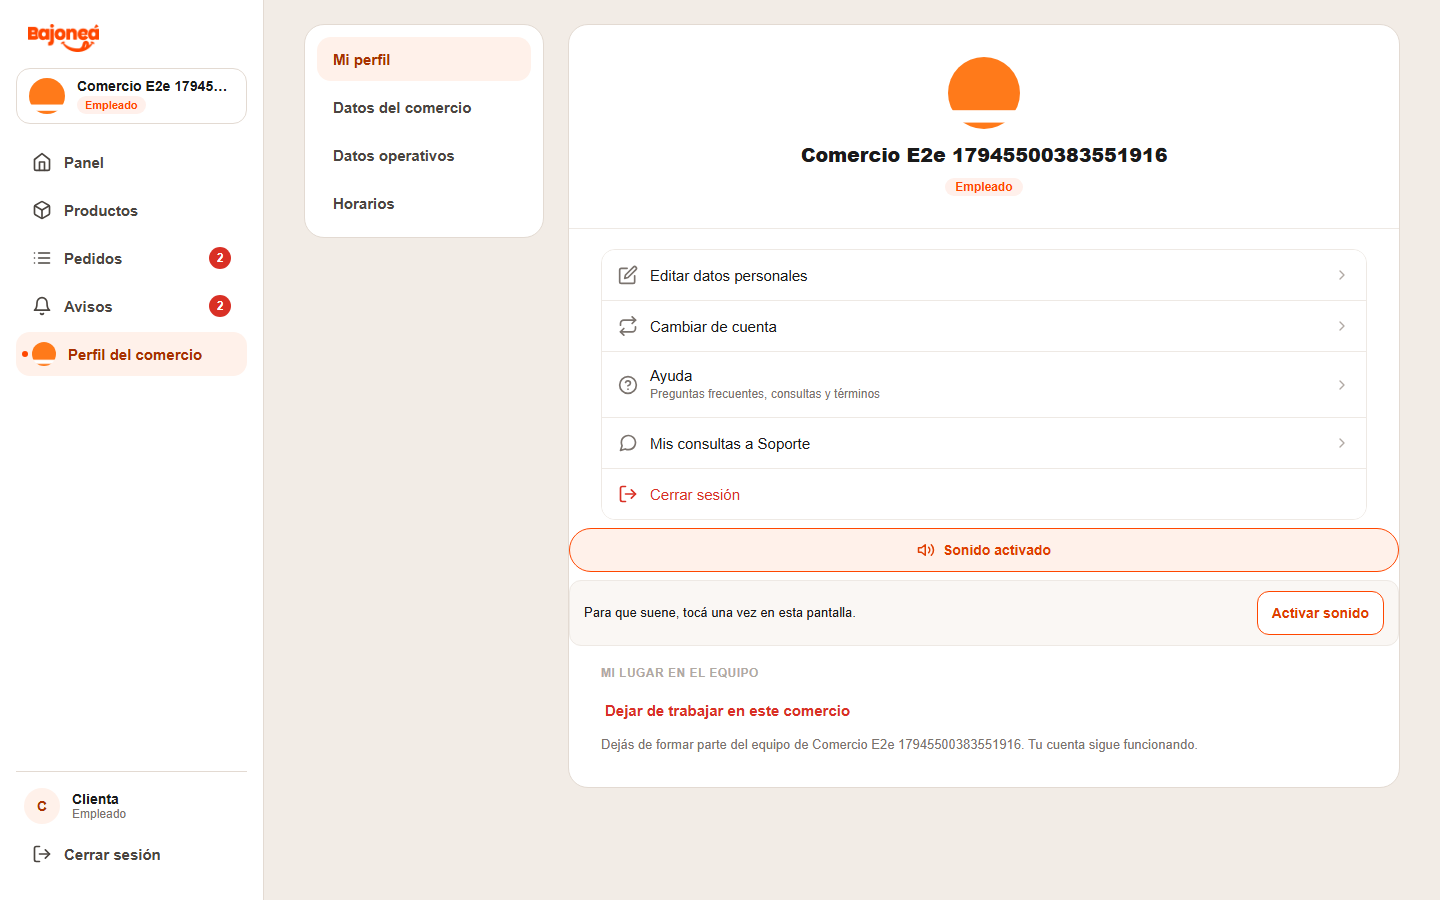 Bajoneá
Comercio E2e 17945...
Empleado
Panel
Productos
Pedidos
2
Avisos
2
Perfil del comercio
C
Clienta
Empleado
Cerrar sesión
Mi perfil
Datos del comercio
Datos operativos
Horarios
Comercio E2e 17945500383551916
Empleado
Editar datos personales
Cambiar de cuenta
Ayuda
Preguntas frecuentes, consultas y términos
Mis consultas a Soporte
Cerrar sesión
Sonido activado
Para que suene, tocá una vez en esta pantalla.
Activar sonido
MI LUGAR EN EL EQUIPO
Dejar de trabajar en este comercio
Dejás de formar parte del equipo de Comercio E2e 17945500383551916. Tu cuenta sigue funcionando.